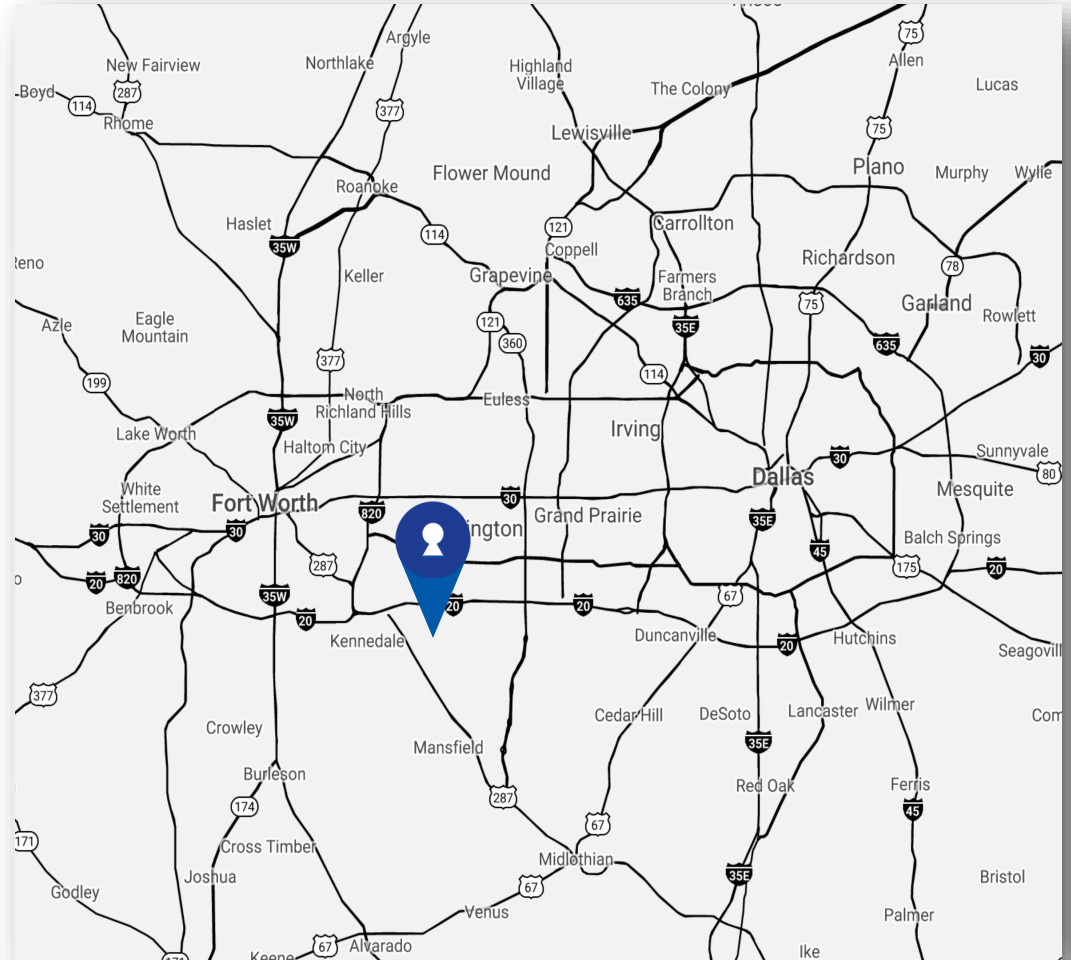 Argyle
75
New Fairview
Northlake
Highland
Village
Allen
Lucas
The Colony
Boyd
114
287
377
Rhome
75
Lewisville
Plano
Flower Mound
Murphy
Wylie
Roanoke
Haslet
121
Carrollton
114
35W
Coppell
Richardson
78
Grapevine
Keller
Farmers
Branch
635
75
Garland
Rowlett
Azle
Eagle
Mountain
121
35E
360
635
30
377
114
199
North
Richland Hills
Euless
35W
Irving
Lake Worth
Haltom City
30
Sunnyvale
80
Dallas
White
Settlement
Fort Worth
30
Mesquite
820
Grand Prairie
35E
ington
30
30
45
Balch Springs
287
175
20
20
820
35W
67
Benbrook
20
20
20
Kennedale
Duncanville
20
Hutchins
Seagovill
377
Crowley
Cedar Hill
DeSoto
Lancaster
Wilmer
Com
Mansfield
35E
Burleson
Red Oak
Ferris
287
174
45
67
171
Cross Timber
Midlothian
Joshua
35E
Bristol
Godley
67
Venus
Palmer
67
Alvarado
Ike
Keene